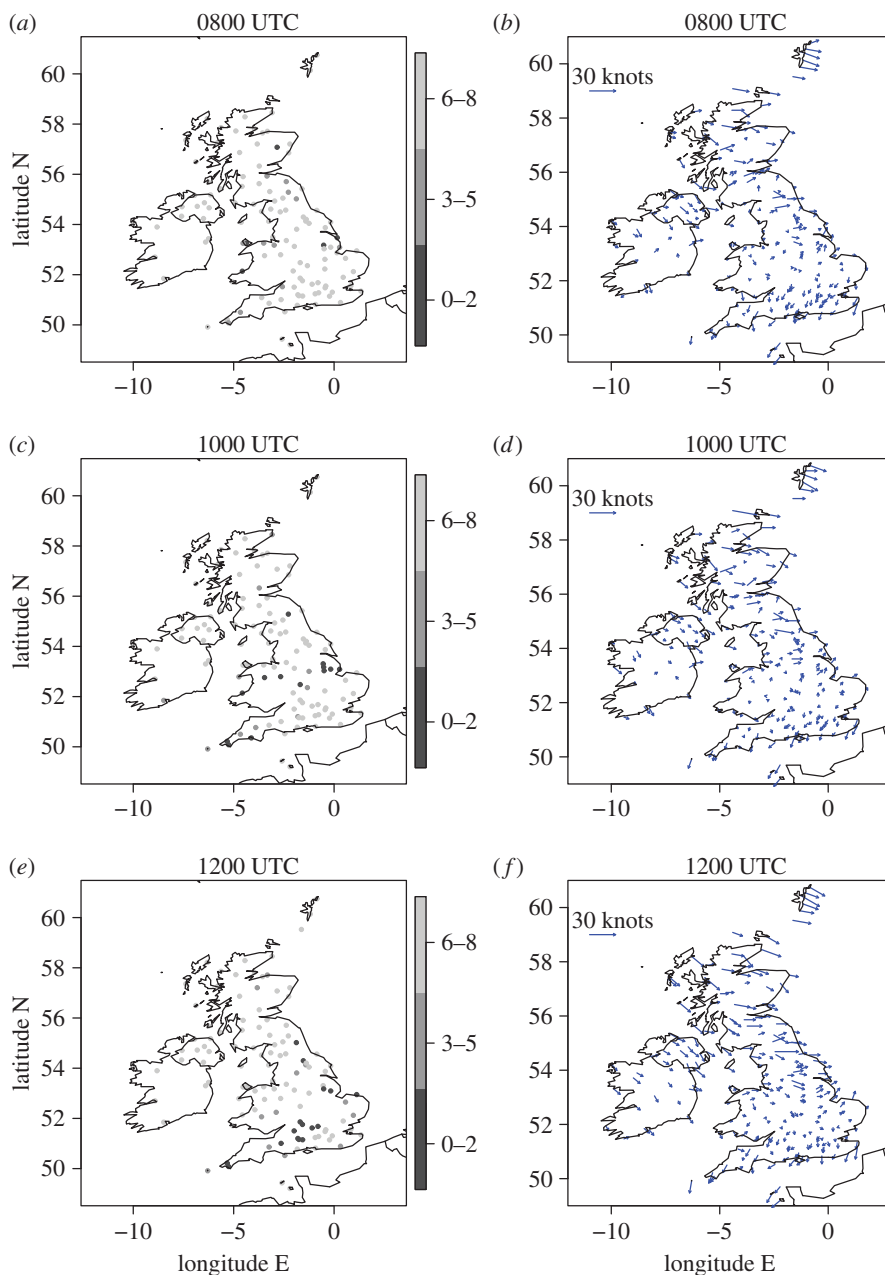 (a) 0800 UTC
(b) 0800 UTC
60
58
56
54
52
50
latitude N
−10 −5 0
6–8
3–5
0–2
60
58
56
54
52
50
30 knots
−10 −5 0
(c) 1000 UTC
(d) 1000 UTC
60
58
56
54
52
50
latitude N
−10 −5 0
6–8
3–5
0–2
60
58
56
54
52
50
30 knots
−10 −5 0
(e) 1200 UTC
(f) 1200 UTC
60
58
56
54
52
50
latitude N
−10 −5 0
longitude E
6–8
3–5
0–2
60
58
56
54
52
50
30 knots
−10 −5 0
longitude E